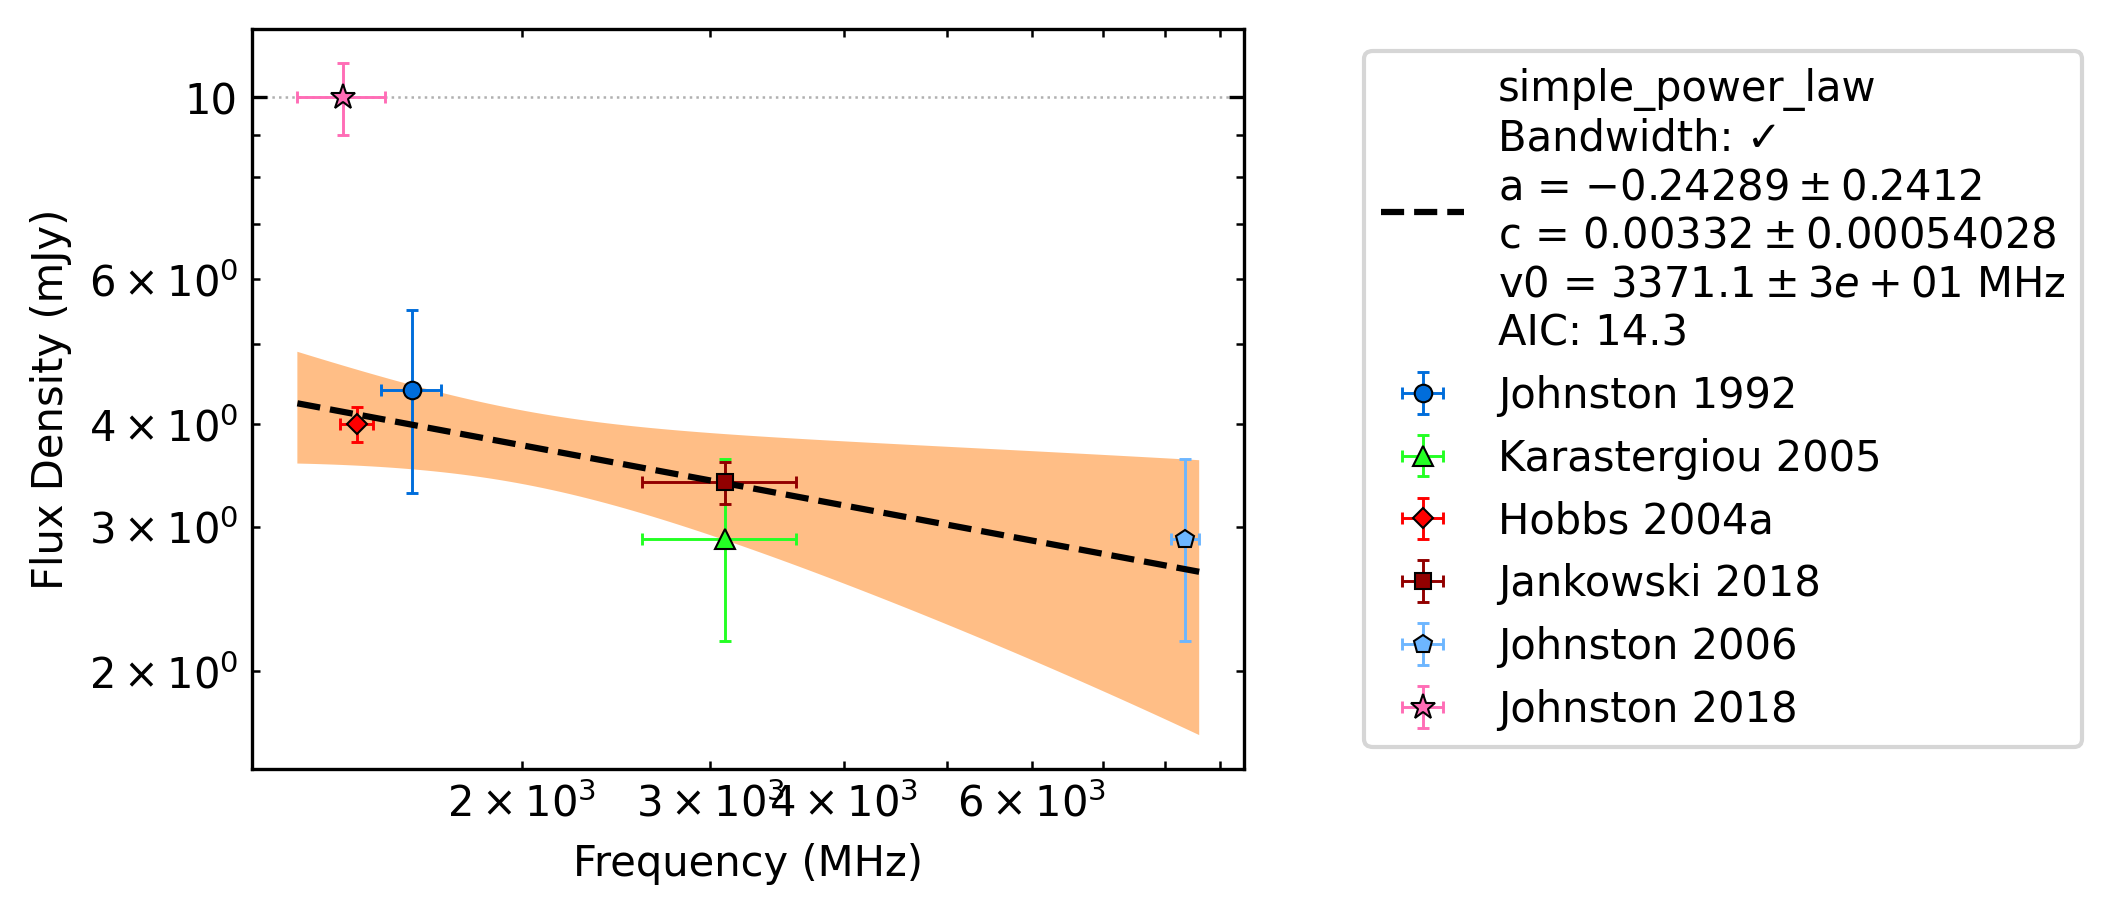 10
6 × 10⁰
4 × 10⁰
3 × 10⁰
2 × 10⁰
Flux Density (mJy)
2 × 10³
3 × 10³
4 × 10³
6 × 10³
Frequency (MHz)
simple_power_law
Bandwidth: ✓
a = −0.24289 ± 0.2412
c = 0.00332 ± 0.00054028
v0 = 3371.1 ± 3e + 01 MHz
AIC: 14.3
Johnston 1992
Karastergiou 2005
Hobbs 2004a
Jankowski 2018
Johnston 2006
Johnston 2018